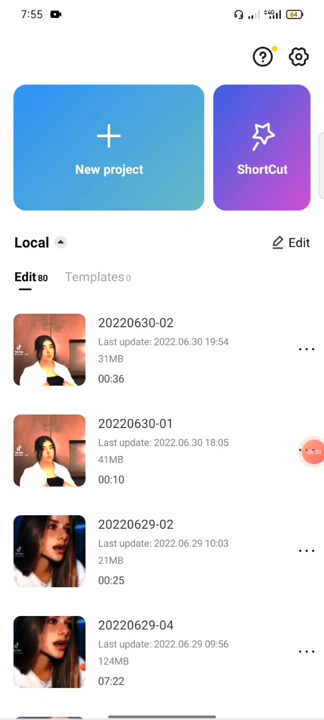 7:55 4G 64
New project
ShortCut
Local Edit
Edit 80 Templates 0
20220630-02
Last update: 2022.06.30 19:54
31MB
00:36
20220630-01
Last update: 2022.06.30 18:05
41MB
00:10
20220629-02
Last update: 2022.06.29 10:03
21MB
00:25
20220629-04
Last update: 2022.06.29 09:56
124MB
07:22